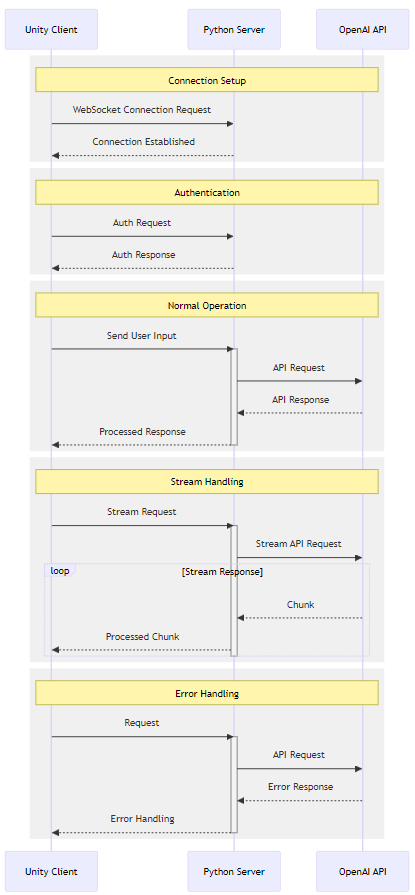 Unity Client
Python Server
OpenAI API
Connection Setup
WebSocket Connection Request
Connection Established
Authentication
Auth Request
Auth Response
Normal Operation
Send User Input
API Request
API Response
Processed Response
Stream Handling
Stream Request
Stream API Request
loop
[Stream Response]
Chunk
Processed Chunk
Error Handling
Request
API Request
Error Response
Error Handling
Unity Client
Python Server
OpenAI API